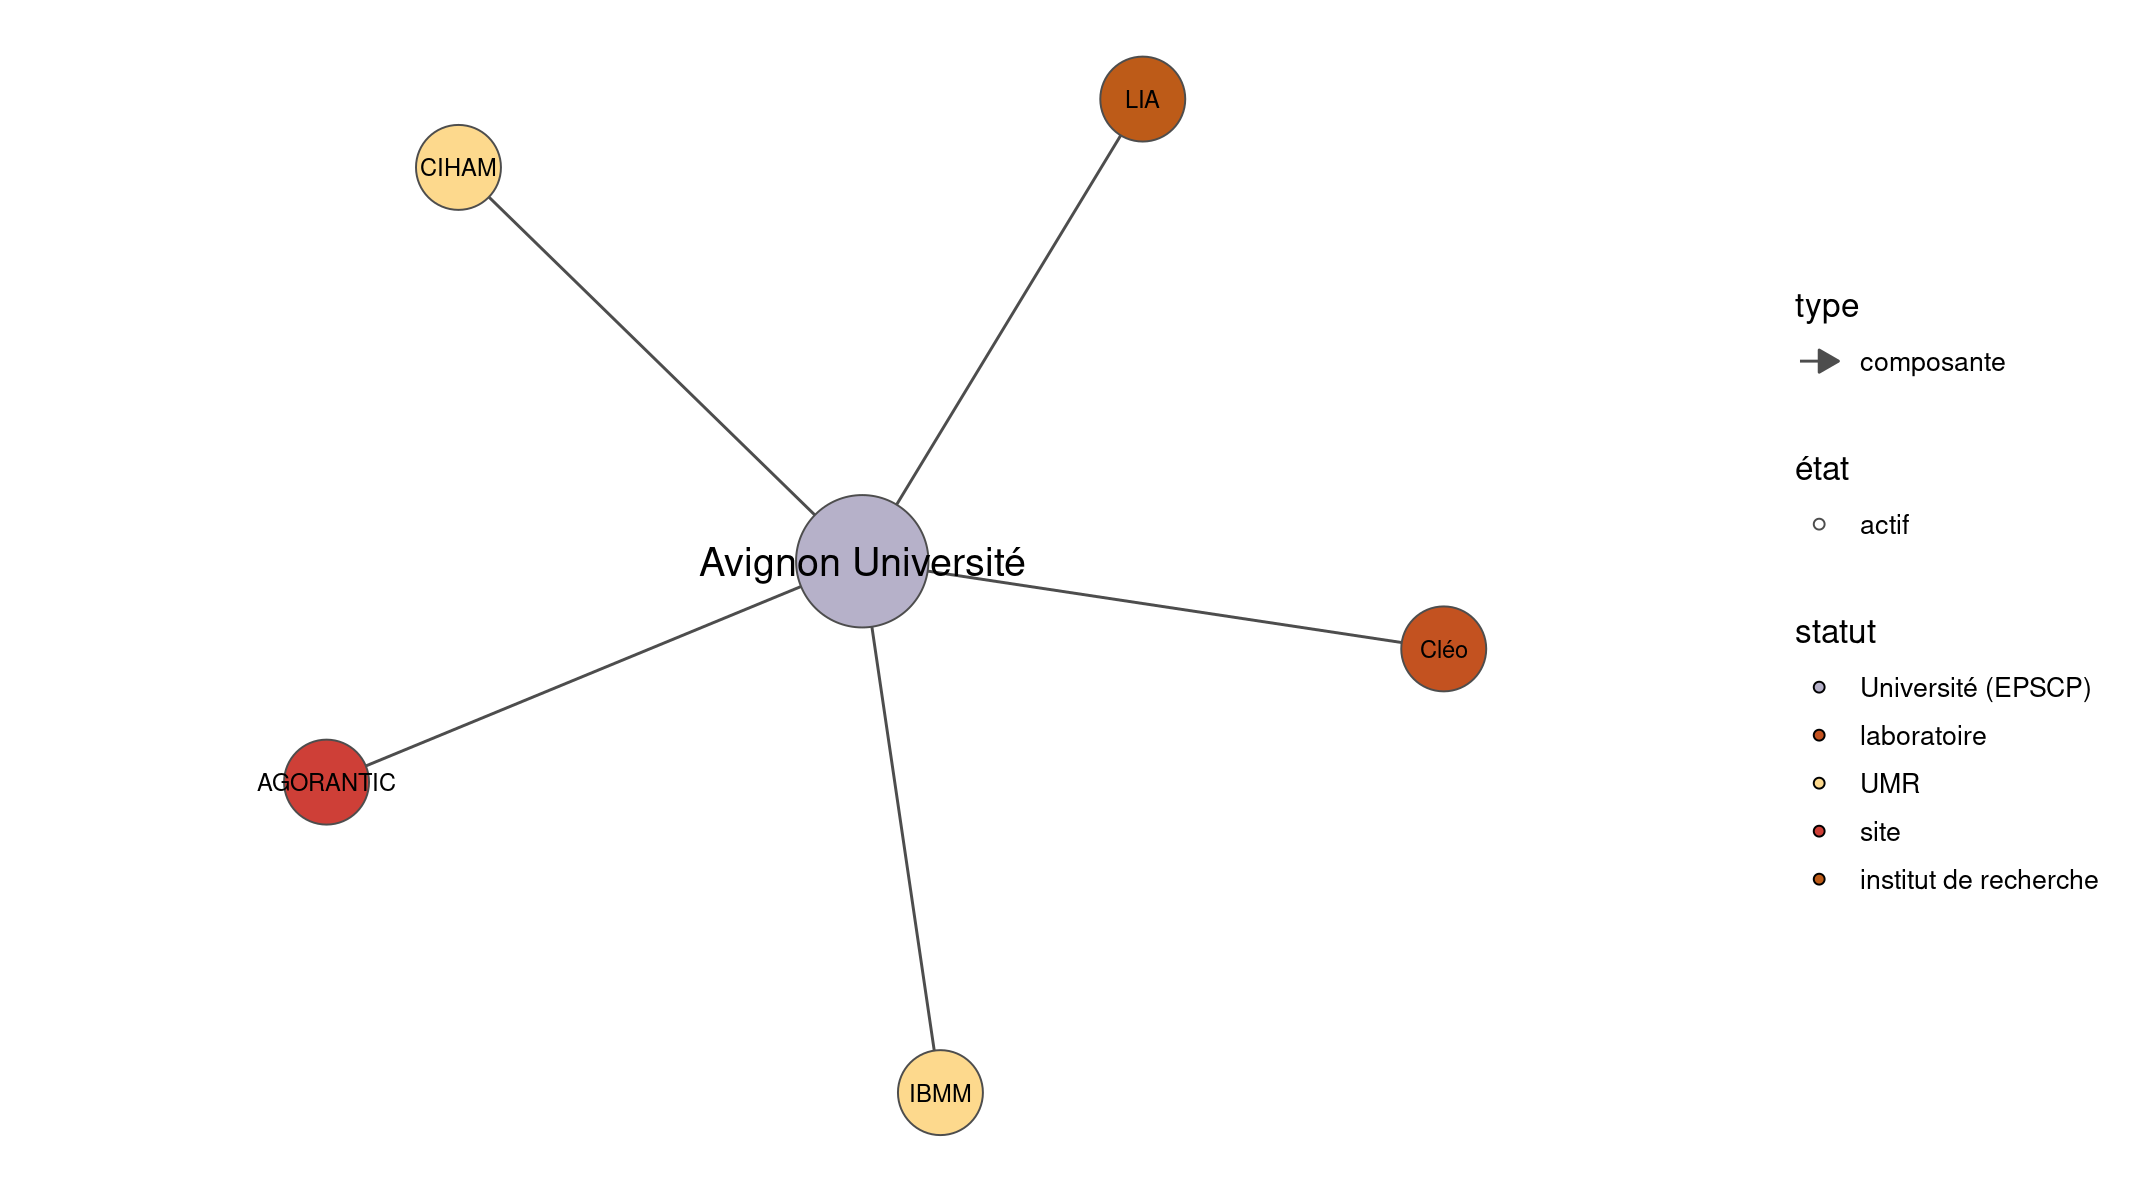 LIA
CIHAM
Avignon Université
Cléo
AGORANTIC
IBMM
type
composante
état
actif
statut
Université (EPSCP)
laboratoire
UMR
site
institut de recherche